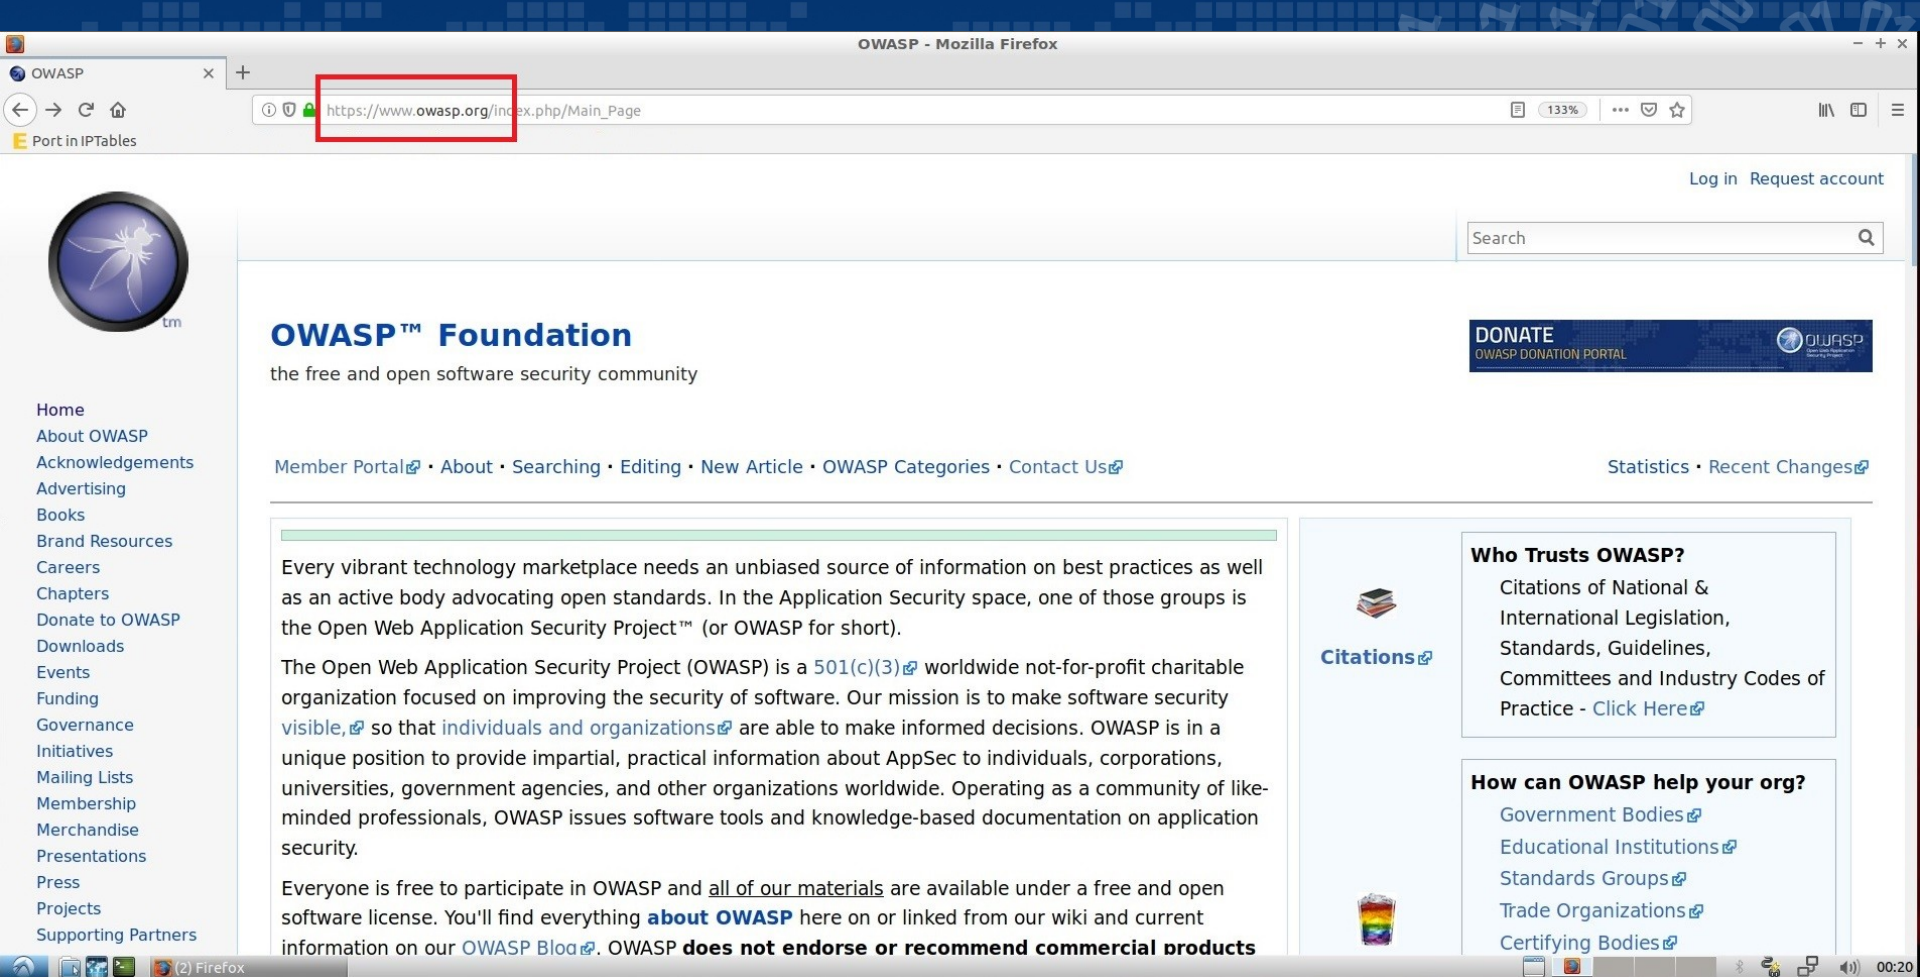 OWASP - Mozilla Firefox
OWASP
https://www.owasp.org/index.php/Main_Page
133%
Port in IPTables
Log in Request account
Search
tm
OWASP™ Foundation
the free and open software security community
DONATE
OWASP DONATION PORTAL
OWASP
Home
About OWASP
Acknowledgements
Advertising
Books
Brand Resources
Careers
Chapters
Donate to OWASP
Downloads
Events
Funding
Governance
Initiatives
Mailing Lists
Membership
Merchandise
Presentations
Press
Projects
Supporting Partners
Member Portal · About · Searching · Editing · New Article · OWASP Categories · Contact Us
Statistics · Recent Changes
Every vibrant technology marketplace needs an unbiased source of information on best practices as well
as an active body advocating open standards. In the Application Security space, one of those groups is
the Open Web Application Security Project™ (or OWASP for short).
The Open Web Application Security Project (OWASP) is a 501(c)(3) worldwide not-for-profit charitable
organization focused on improving the security of software. Our mission is to make software security
visible, so that individuals and organizations are able to make informed decisions. OWASP is in a
unique position to provide impartial, practical information about AppSec to individuals, corporations,
universities, government agencies, and other organizations worldwide. Operating as a community of like-
minded professionals, OWASP issues software tools and knowledge-based documentation on application
security.
Everyone is free to participate in OWASP and all of our materials are available under a free and open
software license. You'll find everything about OWASP here on or linked from our wiki and current
information on our OWASP Blog. OWASP does not endorse or recommend commercial products
Citations
Who Trusts OWASP?
Citations of National &
International Legislation,
Standards, Guidelines,
Committees and Industry Codes of
Practice - Click Here
How can OWASP help your org?
Government Bodies
Educational Institutions
Standards Groups
Trade Organizations
Certifying Bodies
(2) Firefox
00:20